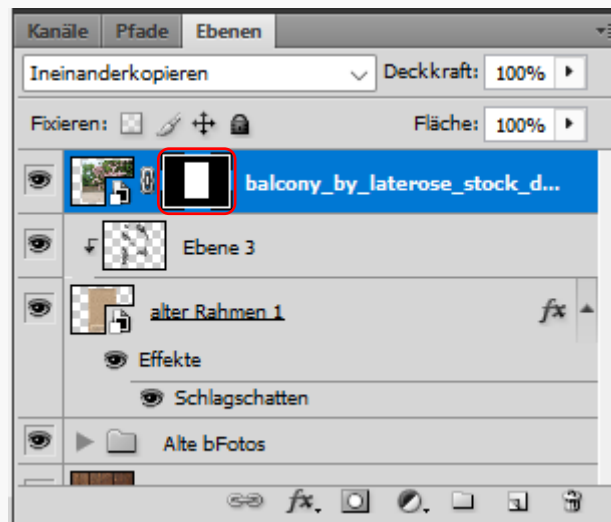 Kanäle Pfade Ebenen
Ineinanderkopieren Deckkraft: 100%
Fixieren: Fläche: 100%
balcony_by_laterose_stock_d...
Ebene 3
alter Rahmen 1 fx
Effekte
Schlagschatten
Alte bFotos
fx.